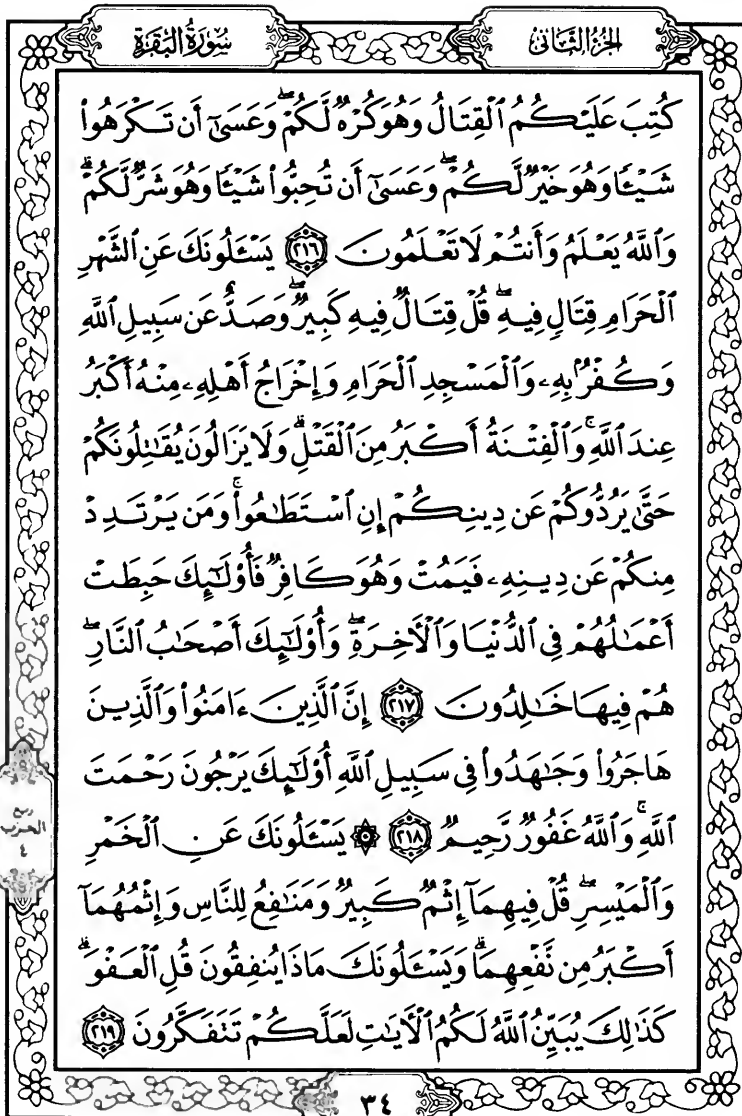 الجزء الثاني
سورة البقرة
كُتِبَ عَلَيْكُمُ ٱلْقِتَالُ وَهُوَ كُرْهٌ لَّكُمْ ۖ وَعَسَىٰٓ أَن تَكْرَهُوا۟
شَيْـًٔا وَهُوَ خَيْرٌ لَّكُمْ ۖ وَعَسَىٰٓ أَن تُحِبُّوا۟ شَيْـًٔا وَهُوَ شَرٌّ لَّكُمْ ۗ
وَٱللَّهُ يَعْلَمُ وَأَنتُمْ لَا تَعْلَمُونَ ٢١٦ يَسْـَٔلُونَكَ عَنِ ٱلشَّهْرِ
ٱلْحَرَامِ قِتَالٍ فِيهِ ۖ قُلْ قِتَالٌ فِيهِ كَبِيرٌ ۖ وَصَدٌّ عَن سَبِيلِ ٱللَّهِ
وَكُفْرٌۢ بِهِۦ وَٱلْمَسْجِدِ ٱلْحَرَامِ وَإِخْرَاجُ أَهْلِهِۦ مِنْهُ أَكْبَرُ
عِندَ ٱللَّهِ ۚ وَٱلْفِتْنَةُ أَكْبَرُ مِنَ ٱلْقَتْلِ ۗ وَلَا يَزَالُونَ يُقَـٰتِلُونَكُمْ
حَتَّىٰ يَرُدُّوكُمْ عَن دِينِكُمْ إِنِ ٱسْتَطَـٰعُوا۟ ۚ وَمَن يَرْتَدِدْ
مِنكُمْ عَن دِينِهِۦ فَيَمُتْ وَهُوَ كَافِرٌ فَأُو۟لَـٰٓئِكَ حَبِطَتْ
أَعْمَـٰلُهُمْ فِى ٱلدُّنْيَا وَٱلْـَٔاخِرَةِ ۖ وَأُو۟لَـٰٓئِكَ أَصْحَـٰبُ ٱلنَّارِ ۖ
هُمْ فِيهَا خَـٰلِدُونَ ٢١٧ إِنَّ ٱلَّذِينَ ءَامَنُوا۟ وَٱلَّذِينَ
هَاجَرُوا۟ وَجَـٰهَدُوا۟ فِى سَبِيلِ ٱللَّهِ أُو۟لَـٰٓئِكَ يَرْجُونَ رَحْمَتَ
ٱللَّهِ ۚ وَٱللَّهُ غَفُورٌ رَّحِيمٌ ٢١٨ ۞ يَسْـَٔلُونَكَ عَنِ ٱلْخَمْرِ
وَٱلْمَيْسِرِ ۖ قُلْ فِيهِمَآ إِثْمٌ كَبِيرٌ وَمَنَـٰفِعُ لِلنَّاسِ وَإِثْمُهُمَآ
أَكْبَرُ مِن نَّفْعِهِمَا ۗ وَيَسْـَٔلُونَكَ مَاذَا يُنفِقُونَ قُلِ ٱلْعَفْوَ ۗ
كَذَٰلِكَ يُبَيِّنُ ٱللَّهُ لَكُمُ ٱلْـَٔايَـٰتِ لَعَلَّكُمْ تَتَفَكَّرُونَ ٢١٩
ربع
الحزب
٤
٣٤